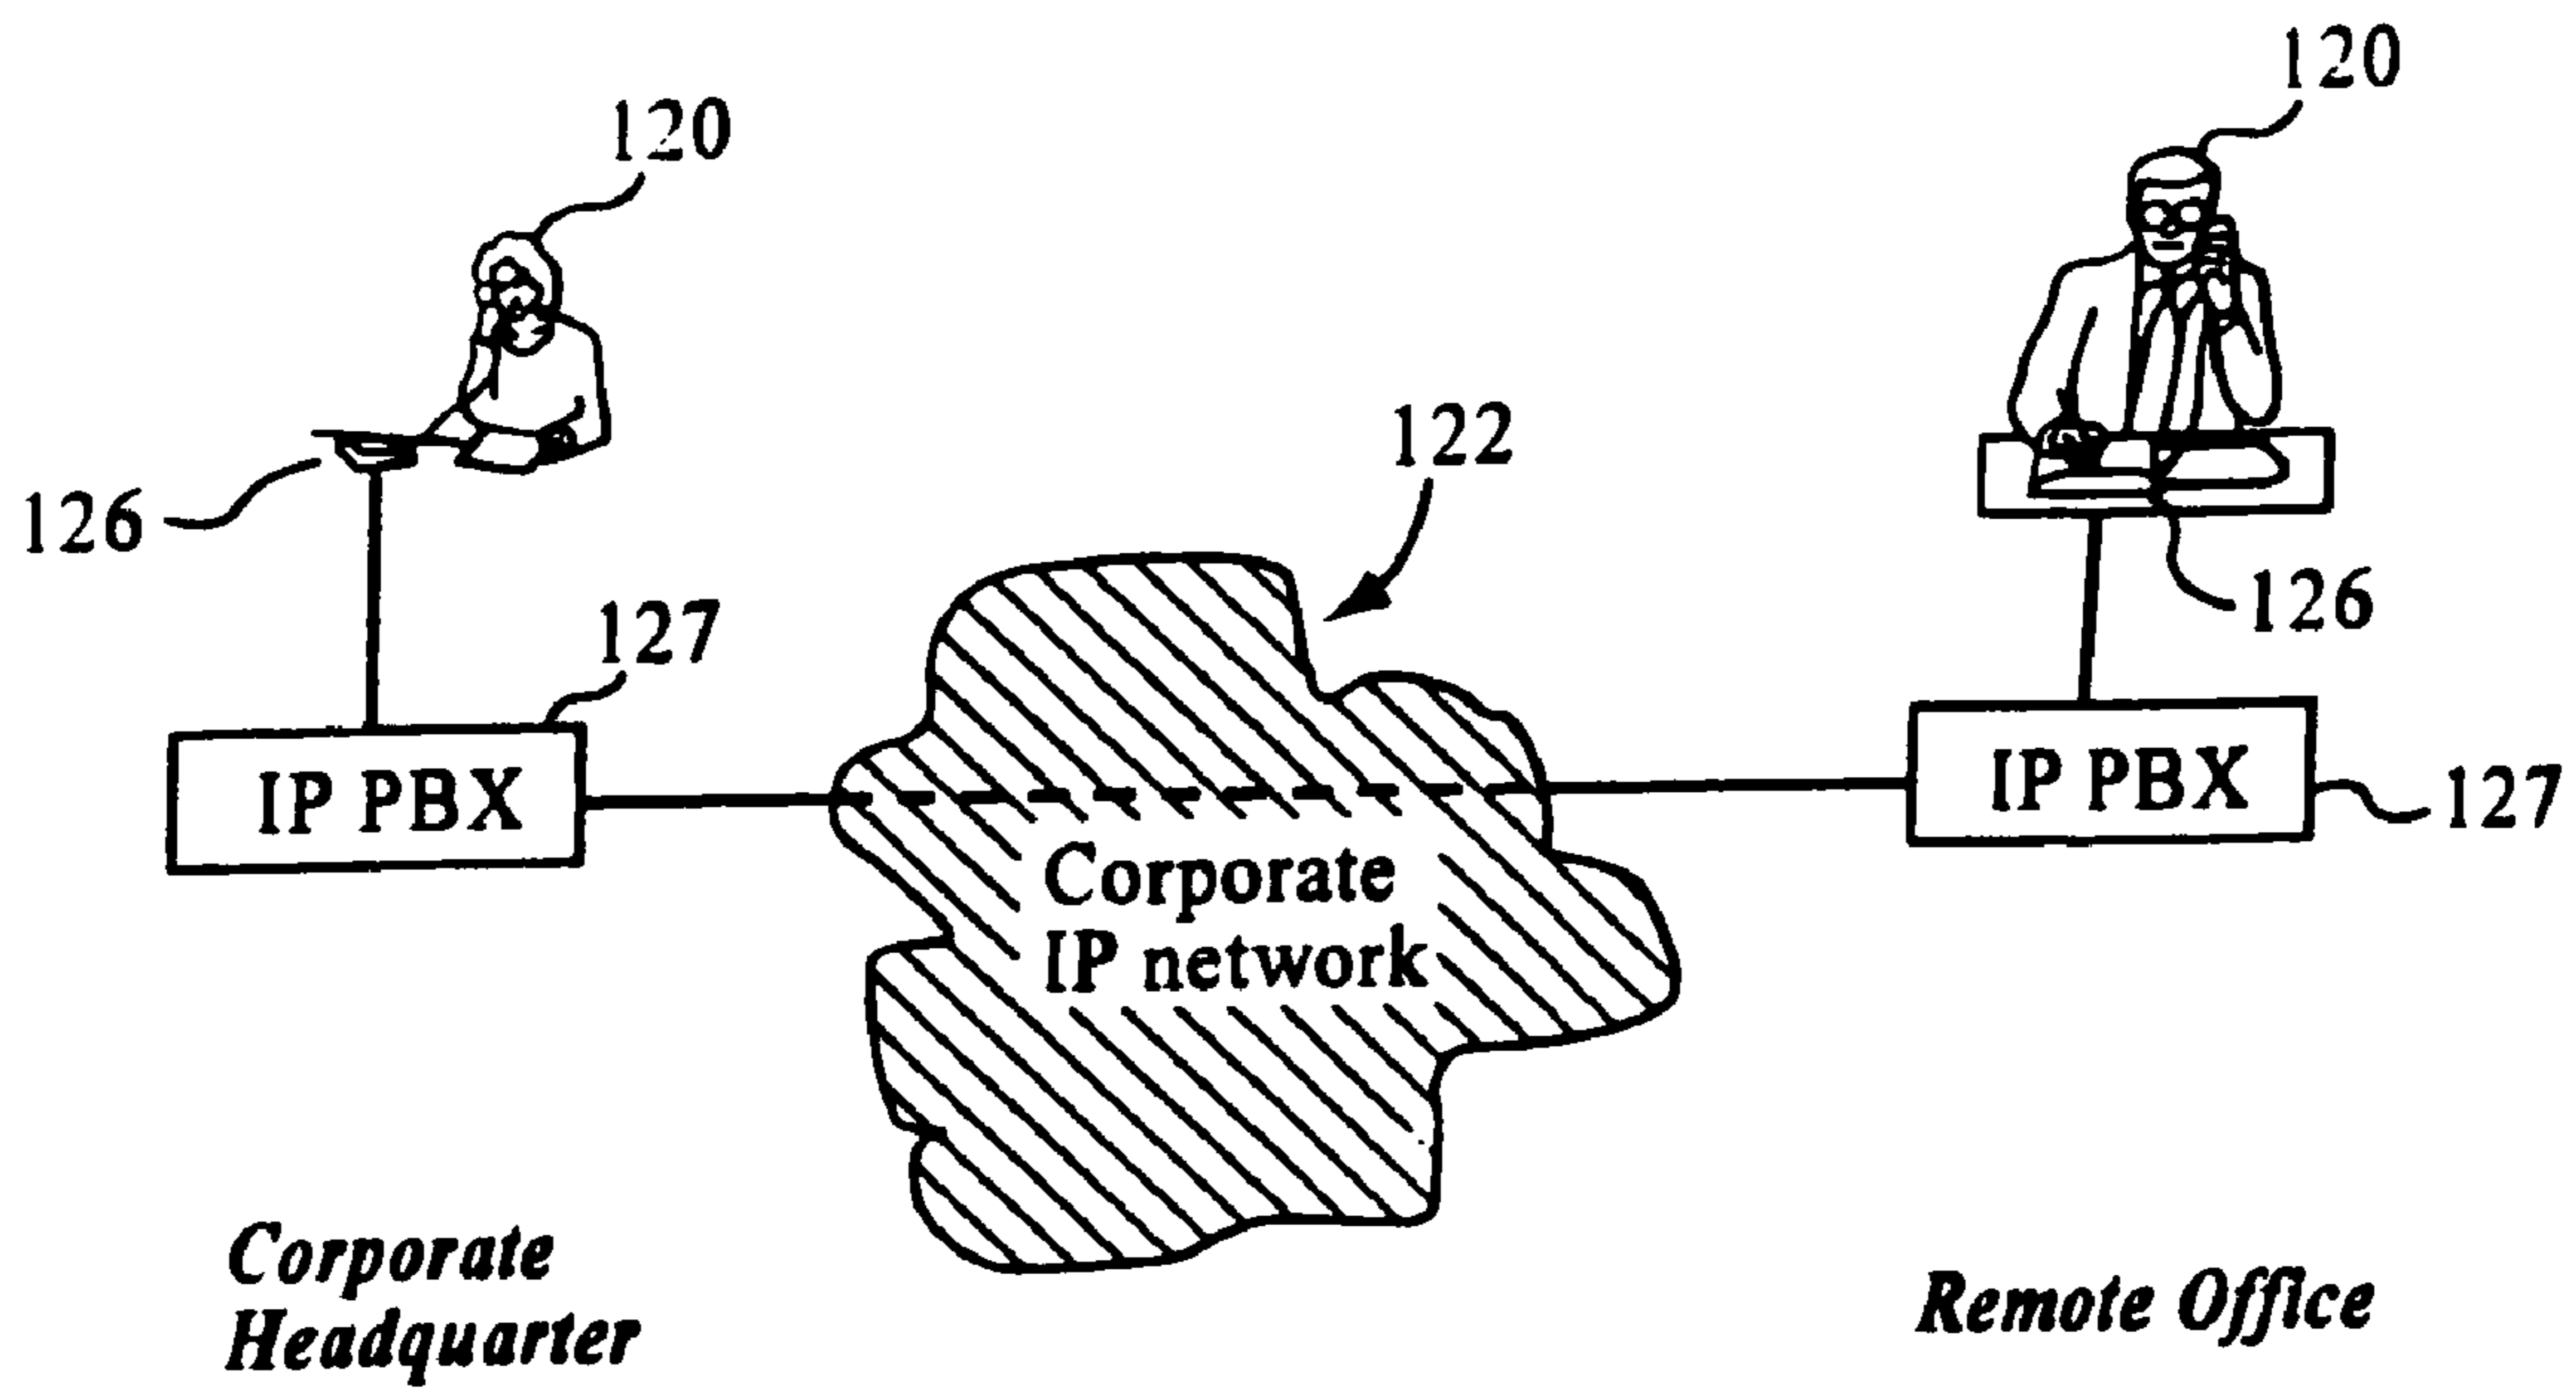 120
120
122
126
126
127
IP PBX
IP PBX
127
Corporate
IP network
Corporate
Headquarter
Remote Office